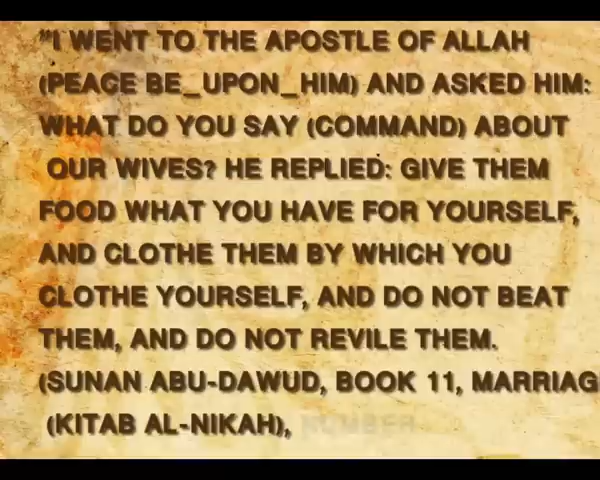 "I WENT TO THE APOSTLE OF ALLAH
(PEACE BE_UPON_HIM) AND ASKED HIM:
WHAT DO YOU SAY (COMMAND) ABOUT
OUR WIVES? HE REPLIED: GIVE THEM
FOOD WHAT YOU HAVE FOR YOURSELF,
AND CLOTHE THEM BY WHICH YOU
CLOTHE YOURSELF, AND DO NOT BEAT
THEM, AND DO NOT REVILE THEM.
(SUNAN ABU-DAWUD, BOOK 11, MARRIAG
(KITAB AL-NIKAH), NUMBER